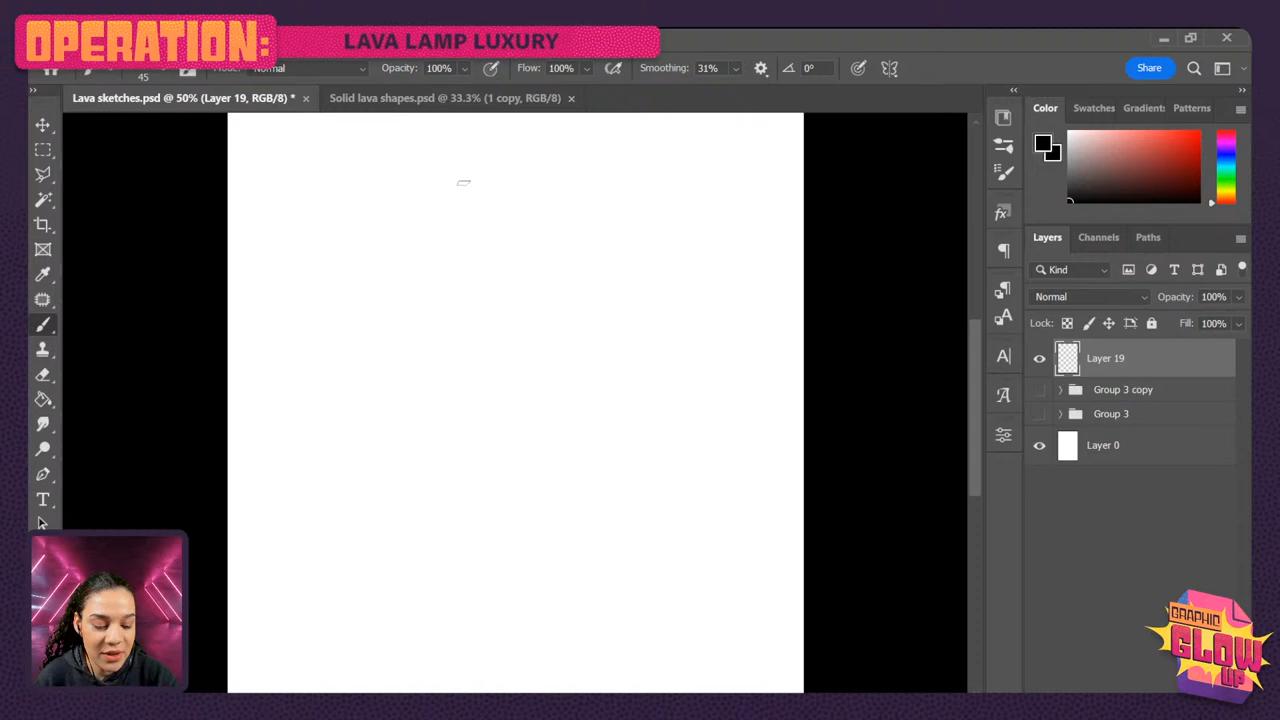 OPERATION:
LAVA LAMP LUXURY
45
Mode: Normal
Opacity: 100%
Flow: 100%
Smoothing: 31%
0°
Share
Lava sketches.psd @ 50% (Layer 19, RGB/8) *
Solid lava shapes.psd @ 33.3% (1 copy, RGB/8)
Color
Swatches
Gradient:
Patterns
Layers
Channels
Paths
Kind
Normal
Opacity: 100%
Lock:
Fill: 100%
Layer 19
Group 3 copy
Group 3
Layer 0
GRAPHIC
GLOW
UP